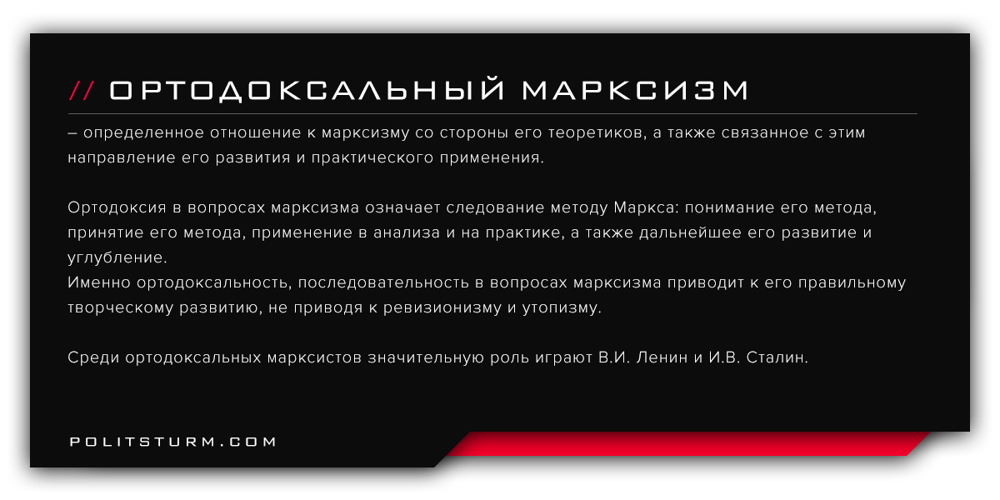 // ОРТОДОКСАЛЬНЫЙ МАРКСИЗМ
– определенное отношение к марксизму со стороны его теоретиков, а также связанное с этим
направление его развития и практического применения.
Ортодоксия в вопросах марксизма означает следование методу Маркса: понимание его метода,
принятие его метода, применение в анализа и на практике, а также дальнейшее его развитие и
углубление.
Именно ортодоксальность, последовательность в вопросах марксизма приводит к его правильному
творческому развитию, не приводя к ревизионизму и утопизму.
Среди ортодоксальных марксистов значительную роль играют В.И. Ленин и И.В. Сталин.
POLITSTURM.COM